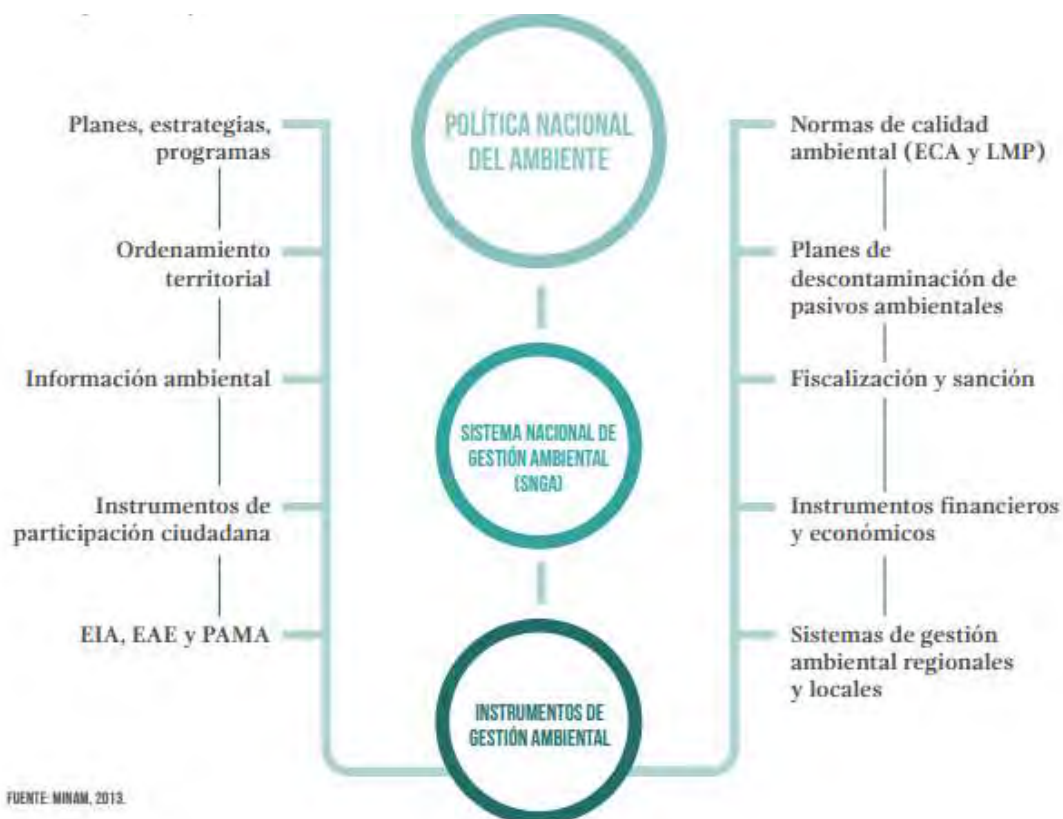 POLÍTICA NACIONAL
DEL AMBIENTE
Planes, estrategias,
programas
Ordenamiento
territorial
Información ambiental
Instrumentos de
participación ciudadana
EIA, EAE y PAMA
SISTEMA NACIONAL DE
GESTIÓN AMBIENTAL
(SNGA)
INSTRUMENTOS DE
GESTIÓN AMBIENTAL
Normas de calidad
ambiental (ECA y LMP)
Planes de
descontaminación de
pasivos ambientales
Fiscalización y sanción
Instrumentos financieros
y económicos
Sistemas de gestión
ambiental regionales
y locales
FUENTE: MINAM, 2013.